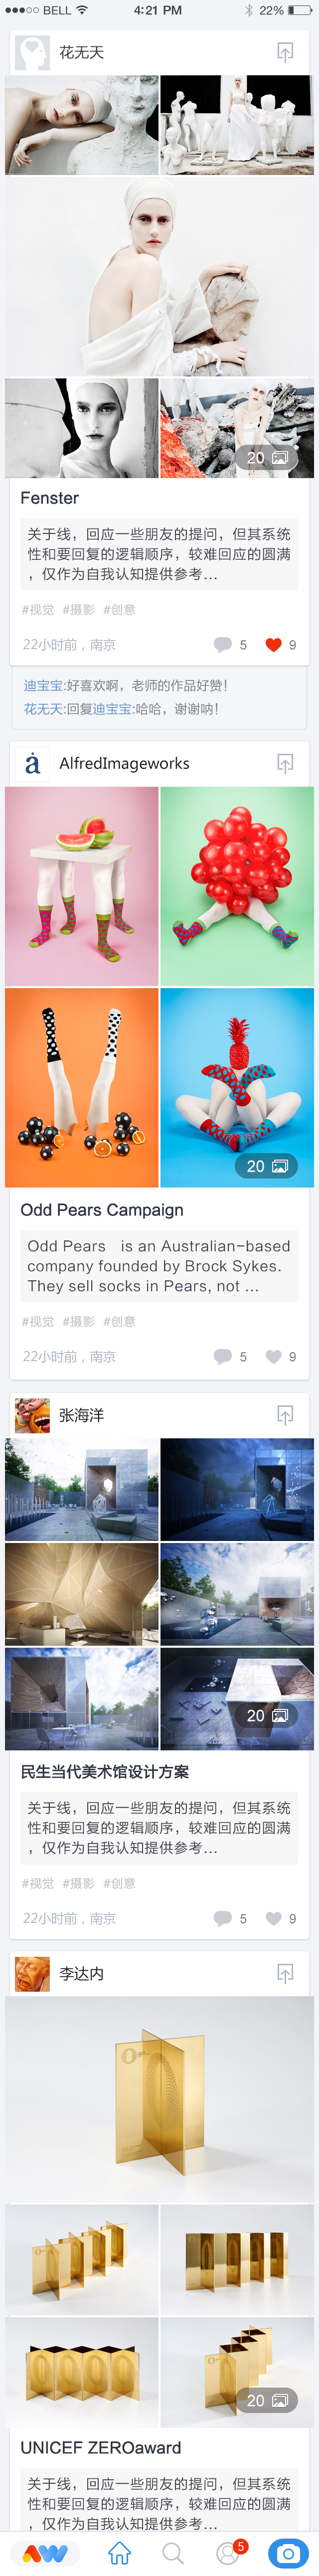 BELL
4:21 PM
22%
花无天
20
Fenster
关于线，回应一些朋友的提问，但其系统
性和要回复的逻辑顺序，较难回应的圆满
，仅作为自我认知提供参考...
#视觉 #摄影 #创意
22小时前，南京
5
9
迪宝宝:好喜欢啊，老师的作品好赞!
花无天:回复迪宝宝:哈哈，谢谢呐!
AlfredImageworks
20
Odd Pears Campaign
Odd Pears is an Australian-based
company founded by Brock Sykes.
They sell socks in Pears, not ...
#视觉 #摄影 #创意
22小时前，南京
5
9
张海洋
20
民生当代美术馆设计方案
关于线，回应一些朋友的提问，但其系统
性和要回复的逻辑顺序，较难回应的圆满
，仅作为自我认知提供参考...
#视觉 #摄影 #创意
22小时前，南京
5
9
李达内
20
UNICEF ZEROaward
关于线，回应一些朋友的提问，但其系统
性和要回复的逻辑顺序，较难回应的圆满
5